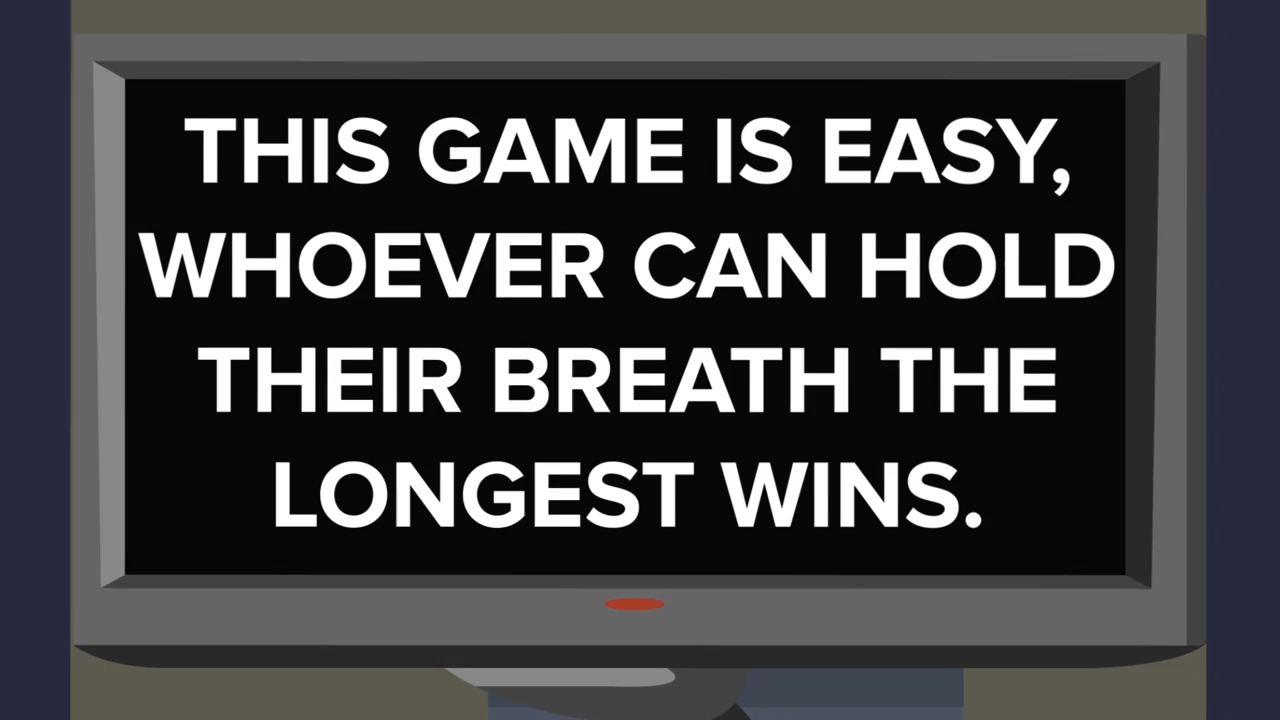 THIS GAME IS EASY,
WHOEVER CAN HOLD
THEIR BREATH THE
LONGEST WINS.